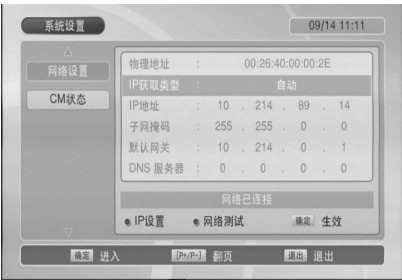 系统设置 09/14 11:11
网络设置
CM状态
物理地址 : 00:26:40:00:00:2E
IP获取类型 : 自动
IP地址 : 10 . 214 . 89 . 14
子网掩码 : 255 . 255 . 0 . 0
默认网关 : 10 . 214 . 0 . 1
DNS 服务器 : 0 . 0 . 0 . 0
网络已连接
IP设置 网络测试 确定 生效
确定 进入 [P+/P-] 翻页 退出 退出